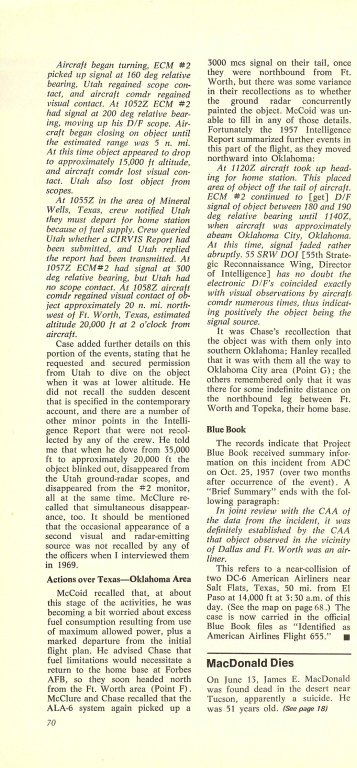 Aircraft began turning, ECM #2
picked up signal at 160 deg relative
bearing, Utah regained scope con-
tact, and aircraft comdr regained
visual contact. At 1052Z ECM #2
had signal at 200 deg relative bear-
ing, moving up his D/F scope. Air-
craft began closing on object until
the estimated range was 5 n. mi.
At this time object appeared to drop
to approximately 15,000 ft altitude,
and aircraft comdr lost visual con-
tact. Utah also lost object from
scopes.
At 1055Z in the area of Mineral
Wells, Texas, crew notified Utah
they must depart for home station
because of fuel supply. Crew queried
Utah whether a CIRVIS Report had
been submitted, and Utah replied
the report had been transmitted. At
1057Z ECM#2 had signal at 300
deg relative bearing, but Utah had
no scope contact. At 1058Z aircraft
comdr regained visual contact of ob-
ject approximately 20 n. mi. north-
west of Ft. Worth, Texas, estimated
altitude 20,000 ft at 2 o'clock from
aircraft.
Case added further details on this
portion of the events, stating that he
requested and secured permission
from Utah to dive on the object
when it was at lower altitude. He
did not recall the sudden descent
that is specified in the contemporary
account, and there are a number of
other minor points in the Intelli-
gence Report that were not recol-
lected by any of the crew. He told
me that when he dove from 35,000
ft to approximately 20,000 ft the
object blinked out, disappeared from
the Utah ground-radar scopes, and
disappeared from the #2 monitor,
all at the same time. McClure re-
called that simultaneous disappear-
ance, too. It should be mentioned
that the occasional appearance of a
second visual and radar-emitting
source was not recalled by any of
the officers when I interviewed them
in 1969.
Actions over Texas—Oklahoma Area
McCoid recalled that, at about
this stage of the activities, he was
becoming a bit worried about excess
fuel consumption resulting from use
of maximum allowed power, plus a
marked departure from the initial
flight plan. He advised Chase that
fuel limitations would necessitate a
return to the home base at Forbes
AFB, so they soon headed north
from the Ft. Worth area (Point F).
McClure and Chase recalled that the
ALA-6 system again picked up a
70
3000 mcs signal on their tail, once
they were northbound from Ft.
Worth, but there was some variance
in their recollections as to whether
the ground radar concurrently
painted the object. McCoid was un-
able to fill in any of those details.
Fortunately the 1957 Intelligence
Report summarized further events in
this part of the flight, as they moved
northward into Oklahoma:
At 1120Z aircraft took up head-
ing for home station. This placed
area of object off the tail of aircraft.
ECM #2 continued to [get] D/F
signal of object between 180 and 190
deg relative bearing until 1140Z,
when aircraft was approximately
abeam Oklahoma City, Oklahoma.
At this time, signal faded rather
abruptly. 55 SRW DOI [55th Strate-
gic Reconnaissance Wing, Director
of Intelligence] has no doubt the
electronic D/F's coincided exactly
with visual observations by aircraft
comdr numerous times, thus indicat-
ing positively the object being the
signal source.
It was Chase's recollection that
the object was with them only into
southern Oklahoma; Hanley recalled
that it was with them all the way to
Oklahoma City area (Point G); the
others remembered only that it was
there for some indefinite distance on
the northbound leg between Ft.
Worth and Topeka, their home base.
Blue Book
The records indicate that Project
Blue Book received summary infor-
mation on this incident from ADC
on Oct. 25, 1957 (over two months
after occurrence of the event). A
"Brief Summary" ends with the fol-
lowing paragraph:
In joint review with the CAA of
the data from the incident, it was
definitely established by the CAA
that object observed in the vicinity
of Dallas and Ft. Worth was an air-
liner.
This refers to a near-collision of
two DC-6 American Airliners near
Salt Flats, Texas, 50 mi. from El
Paso at 14,000 ft at 3:30 a.m. of this
day. (See the map on page 68.) The
case is now carried in the official
Blue Book files as "Identified as
American Airlines Flight 655." ■
MacDonald Dies
On June 13, James E. MacDonald
was found dead in the desert near
Tucson, apparently a suicide. He
was 51 years old. (See page 18)